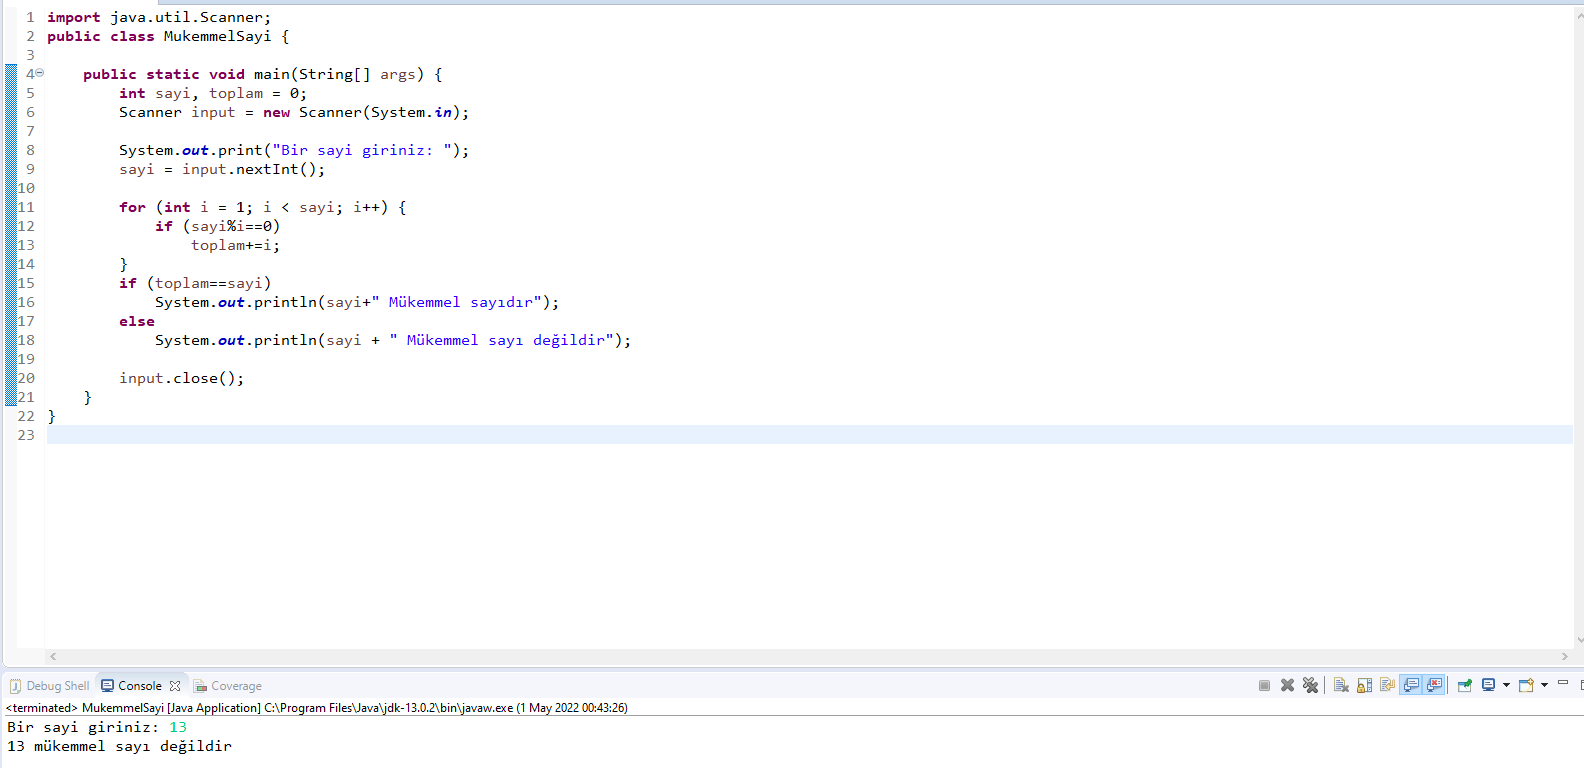 1 import java.util.Scanner;
2 public class MukemmelSayi {
3
4 public static void main(String[] args) {
5 int sayi, toplam = 0;
6 Scanner input = new Scanner(System.in);
7
8 System.out.print("Bir sayi giriniz: ");
9 sayi = input.nextInt();
10
11 for (int i = 1; i < sayi; i++) {
12 if (sayi%i==0)
13 toplam+=i;
14 }
15 if (toplam==sayi)
16 System.out.println(sayi+" Mükemmel sayıdır");
17 else
18 System.out.println(sayi + " Mükemmel sayı değildir");
19
20 input.close();
21 }
22 }
23
Debug Shell Console Coverage
<terminated> MukemmelSayi [Java Application] C:\Program Files\Java\jdk-13.0.2\bin\javaw.exe (1 May 2022 00:43:26)
Bir sayi giriniz: 13
13 mükemmel sayı değildir